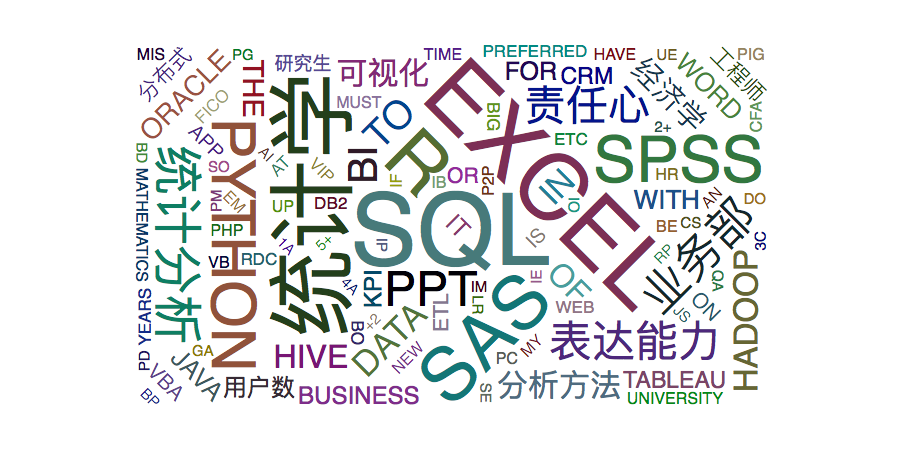 MIS
分布式
PG
研究生
TIME
PREFERRED
HAVE
UE
工程师
PIG
ORACLE
THE
可视化
FOR
CRM
经济学
WORD
FICO
MUST
TO
EXCEL
BIG
责任心
2+
CFA
APP
PYTHON
统计学
BI
R
ETC
SPSS
BD
统计分析
SO
AI
AT
VIP
IF
IB
OR
P2P
IN
IO
HR
AN
DO
MATHEMATICS
PM
EM
UP
DB2
SQL
IT
WITH
业务部
PHP
1A
5+
IP
IS
BE
CS
3C
VB
RDC
KPI
PPT
IM
IE
OF
RP
QA
HADOOP
YEARS
4A
ETL
LR
SAS
WEB
JS
ON
BO
+2
DATA
PD
GA
HIVE
NEW
PC
MY
表达能力
VBA
JAVA
用户数
BUSINESS
SE
分析方法
TABLEAU
BP
UNIVERSITY